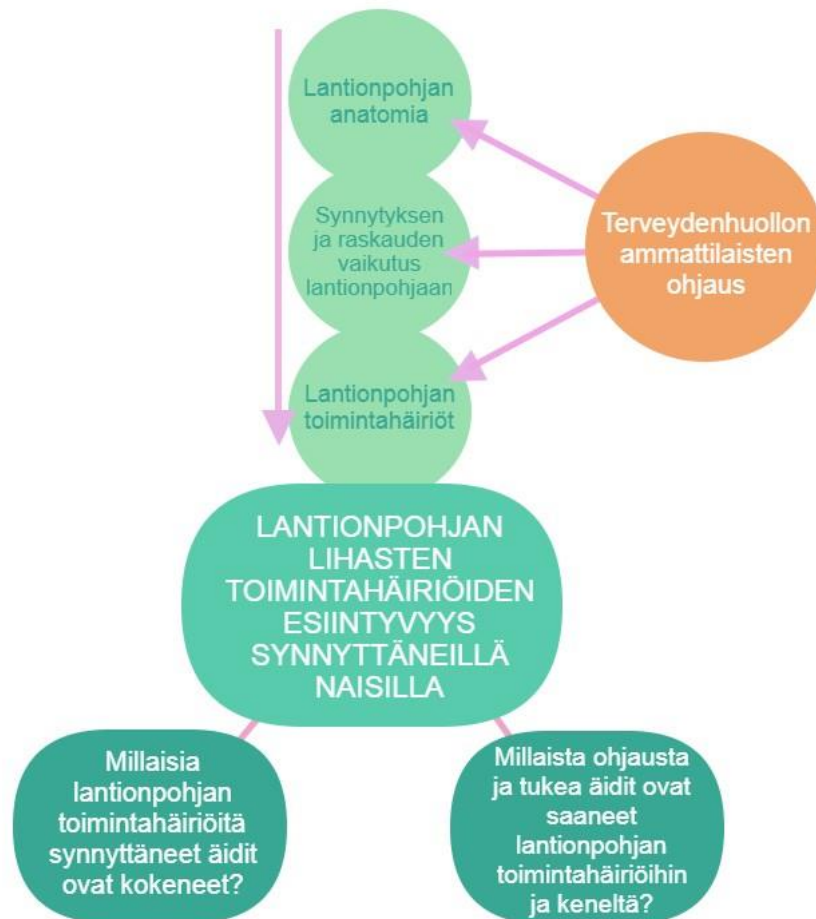 Lantionpohjan
anatomia
Synnytyksen
ja raskauden
vaikutus
lantionpohjaan
Terveydenhuollon
ammattilaisten
ohjaus
Lantionpohjan
toimintahäiriöt
LANTIONPOHJAN
LIHASTEN
TOIMINTAHÄIRIÖIDEN
ESIINTYVYYS
SYNNYTTÄNEILLÄ
NAISILLA
Millaisia
lantionpohjan
toimintahäiriöitä
synnyttäneet äidit
ovat kokeneet?
Millaista ohjausta
ja tukea äidit ovat
saaneet
lantionpohjan
toimintahäiriöihin
ja keneltä?